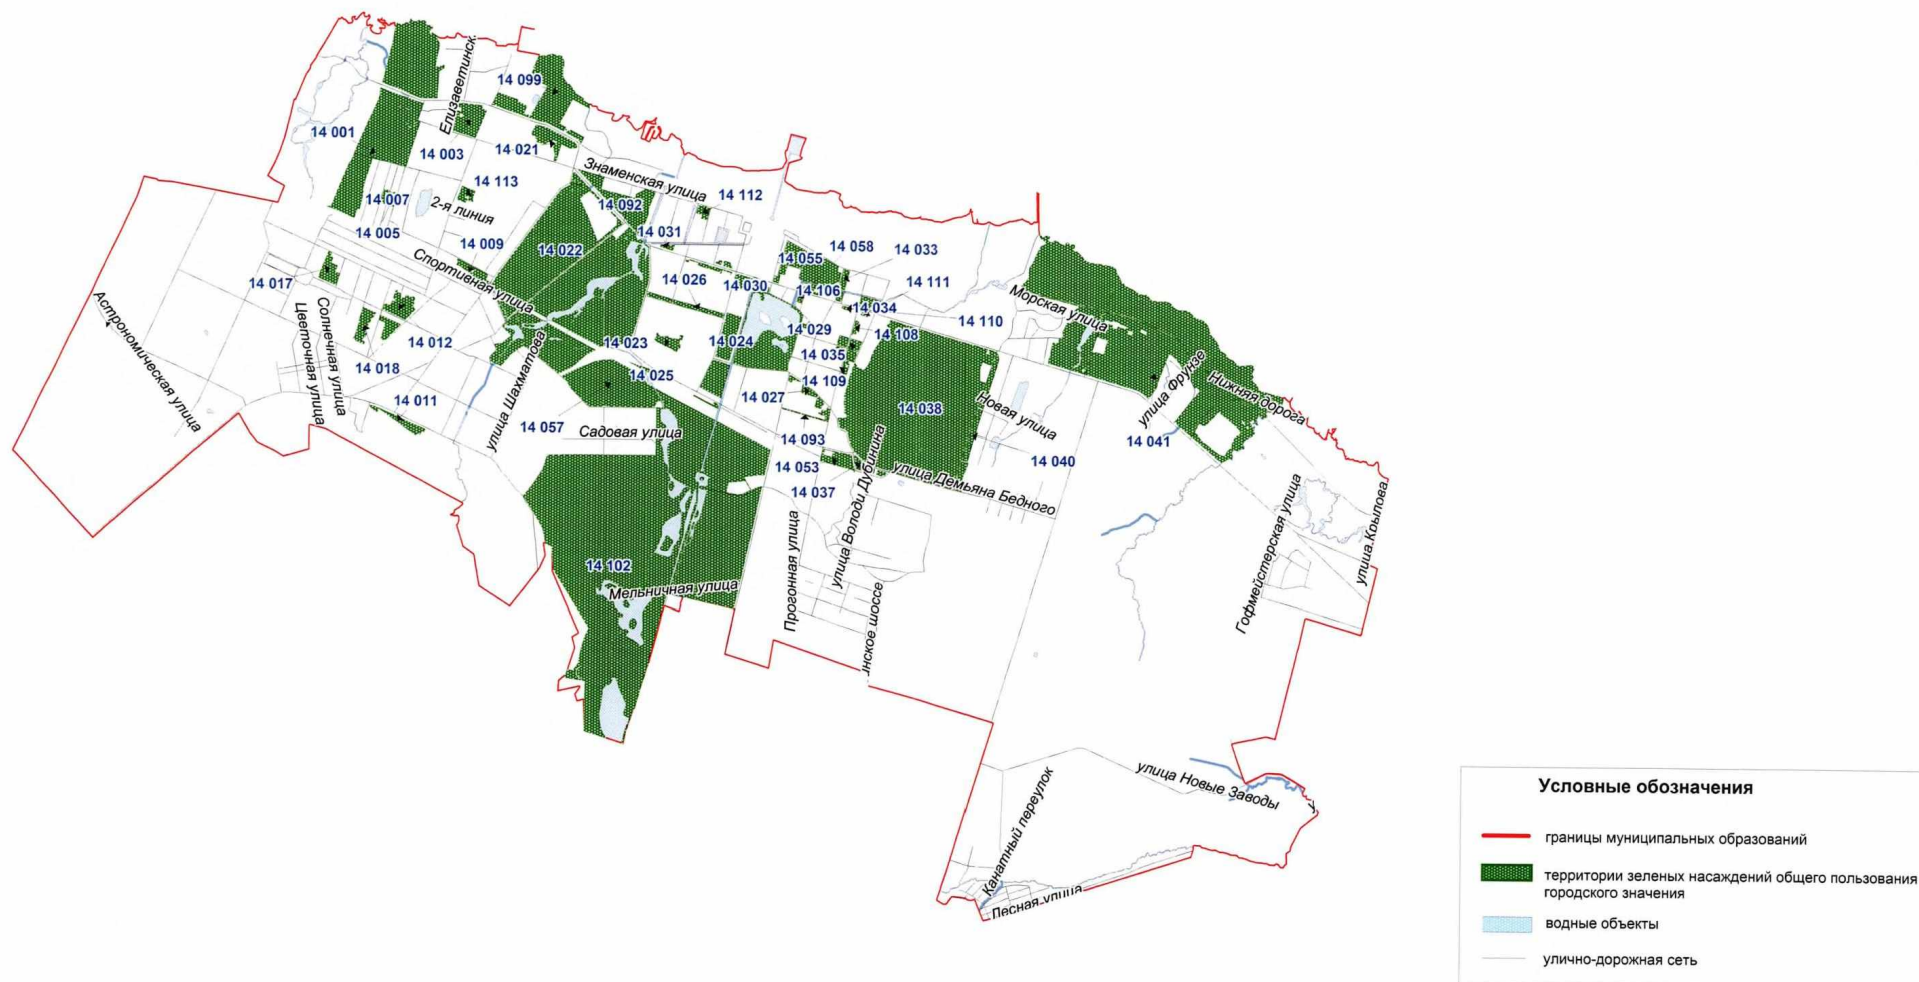 Елизаветинск.
14 099
14 001
14 003
14 021
14 113
14 007
2-я линия
14 005
14 009
14 022
14 092
Знаменская улица
14 112
14 031
14 026
14 030
14 055
14 058
14 033
14 106
14 111
14 034
14 029
14 108
14 110
Морская улица
14 017
Спортивная улица
Астрономическая улица
Цветочная улица
Солнечная улица
14 012
14 018
14 011
улица Шахматова
14 023
14 024
14 025
14 035
14 109
14 027
14 038
14 057
Садовая улица
14 093
14 053
14 037
Новая улица
14 040
14 041
улица Фрунзе
Нижняя дорога
улица Демьяна Бедного
улица Володи Дубинина
Прогонная улица
нское шоссе
14 102
Мельничная улица
Гофмейстерская улица
улица Крылова
улица Новые Заводы
Канатный переулок
Лесная улица
У
Условные обозначения
границы муниципальных образований
территории зеленых насаждений общего пользования
городского значения
водные объекты
улично-дорожная сеть